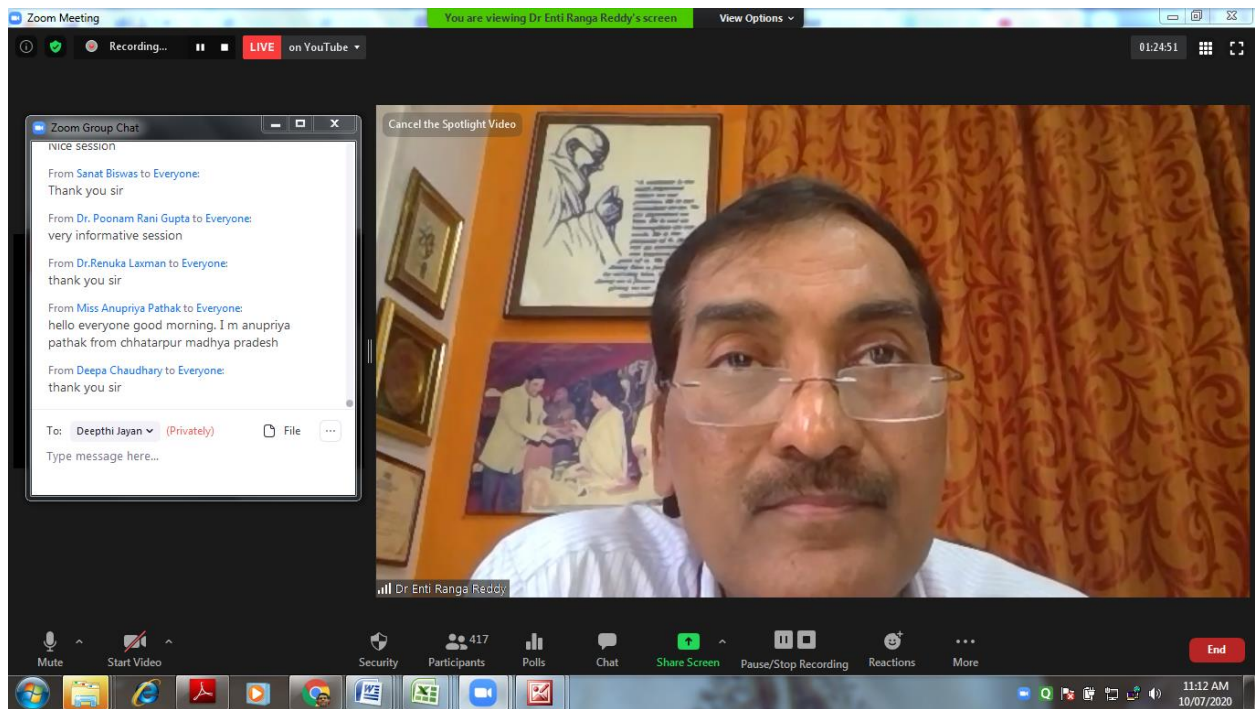 Zoom Meeting
You are viewing Dr Enti Ranga Reddy's screen
View Options
Recording...
LIVE on YouTube
01:24:51
Zoom Group Chat
Cancel the Spotlight Video
Nice session
From Sanat Biswas to Everyone:
Thank you sir
From Dr. Poonam Rani Gupta to Everyone:
very informative session
From Dr.Renuka Laxman to Everyone:
thank you sir
From Miss Anupriya Pathak to Everyone:
hello everyone good morning. I m anupriya
pathak from chhatarpur madhya pradesh
From Deepa Chaudhary to Everyone:
thank you sir
To: Deepthi Jayan (Privately) File
Type message here...
Dr Enti Ranga Reddy
417
Mute
Start Video
Security
Participants
Polls
Chat
Share Screen
Pause/Stop Recording
Reactions
More
End
11:12 AM
10/07/2020